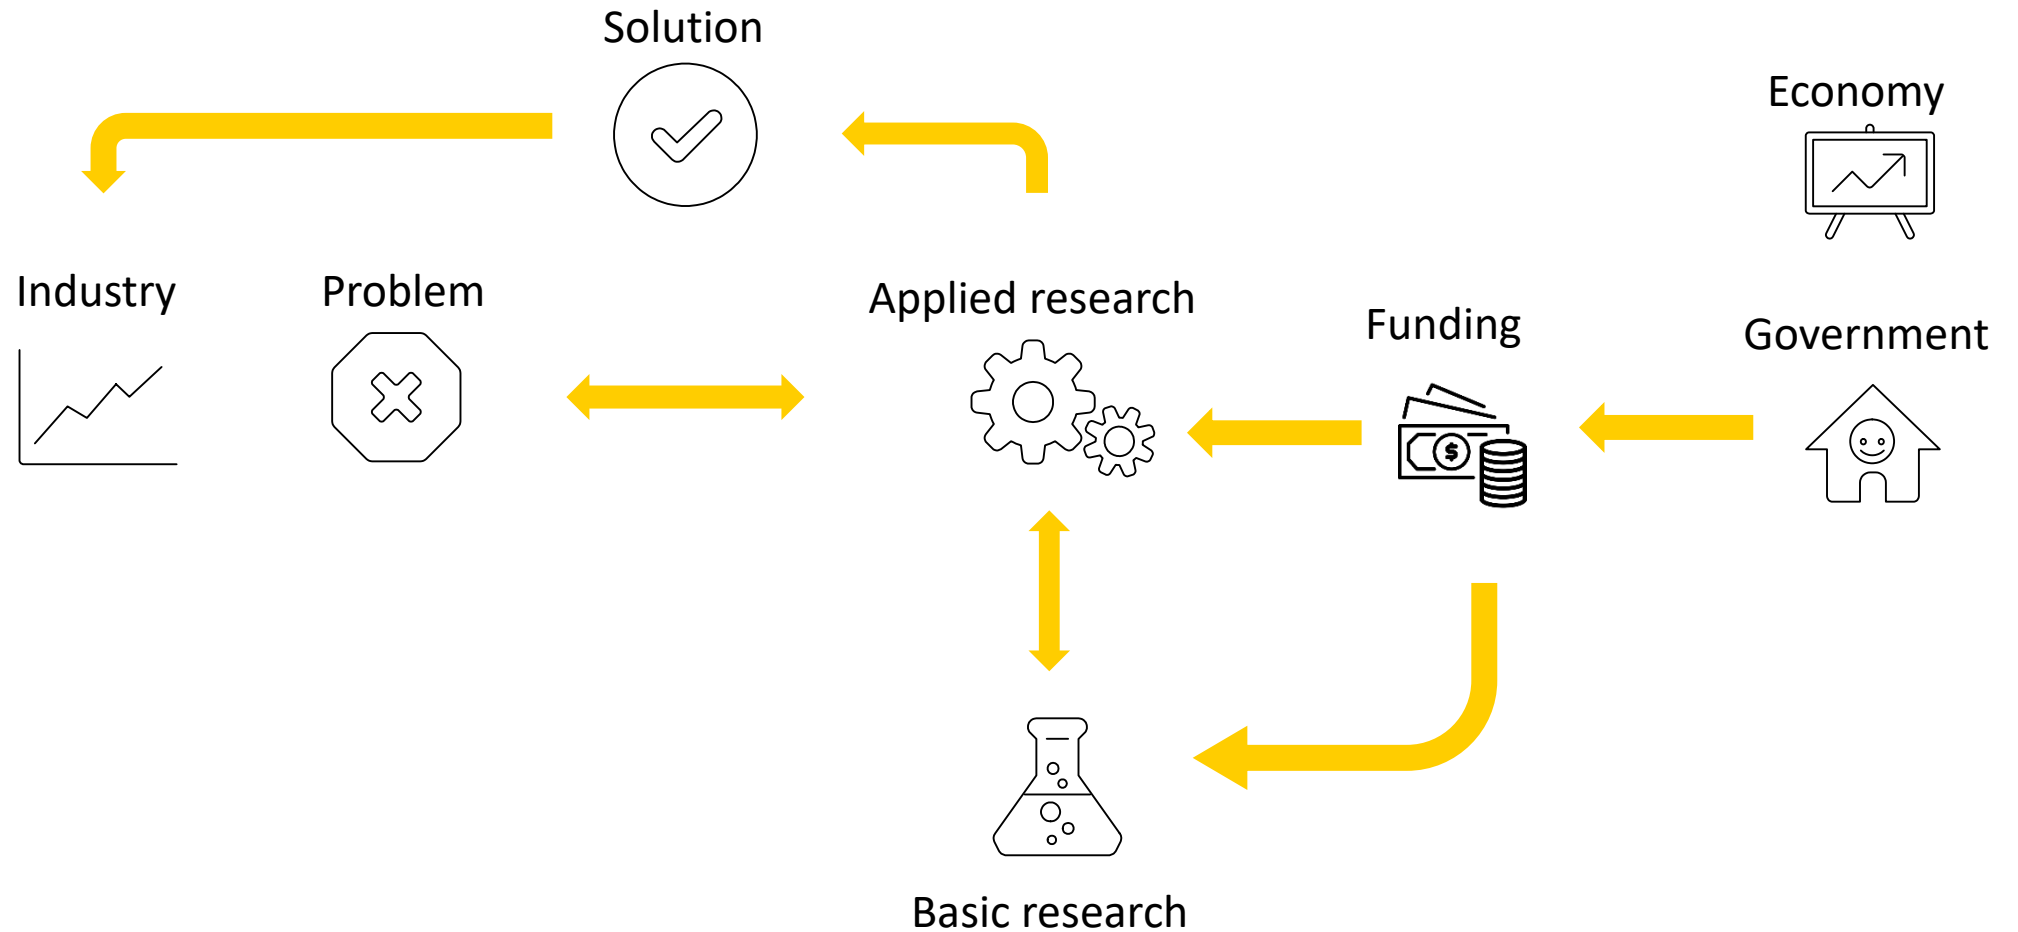 Solution
Economy
Industry
Problem
Applied research
Funding
Government
$
Basic research